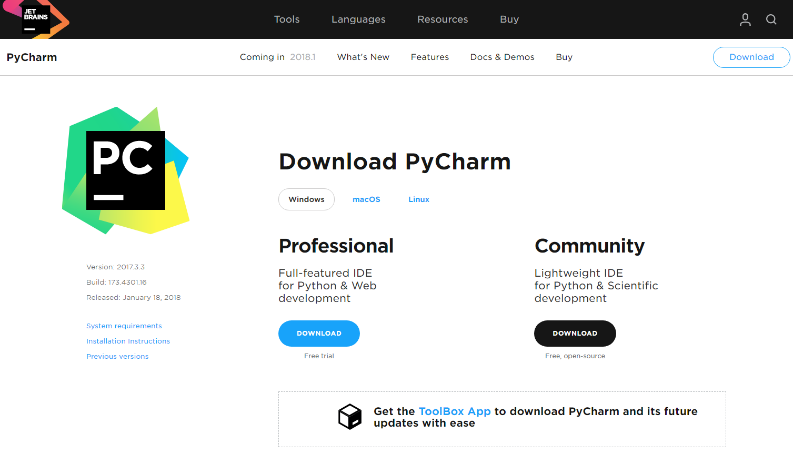 JET
BRAINS
Tools Languages Resources Buy
PyCharm Coming in 2018.1 What's New Features Docs & Demos Buy Download
PC
Download PyCharm
Windows macOS Linux
Professional
Full-featured IDE
for Python & Web
development
DOWNLOAD
Free trial
Community
Lightweight IDE
for Python & Scientific
development
DOWNLOAD
Free, open-source
Version: 2017.3.3
Build: 173.4301.16
Released: January 18, 2018
System requirements
Installation Instructions
Previous versions
Get the ToolBox App to download PyCharm and its future
updates with ease